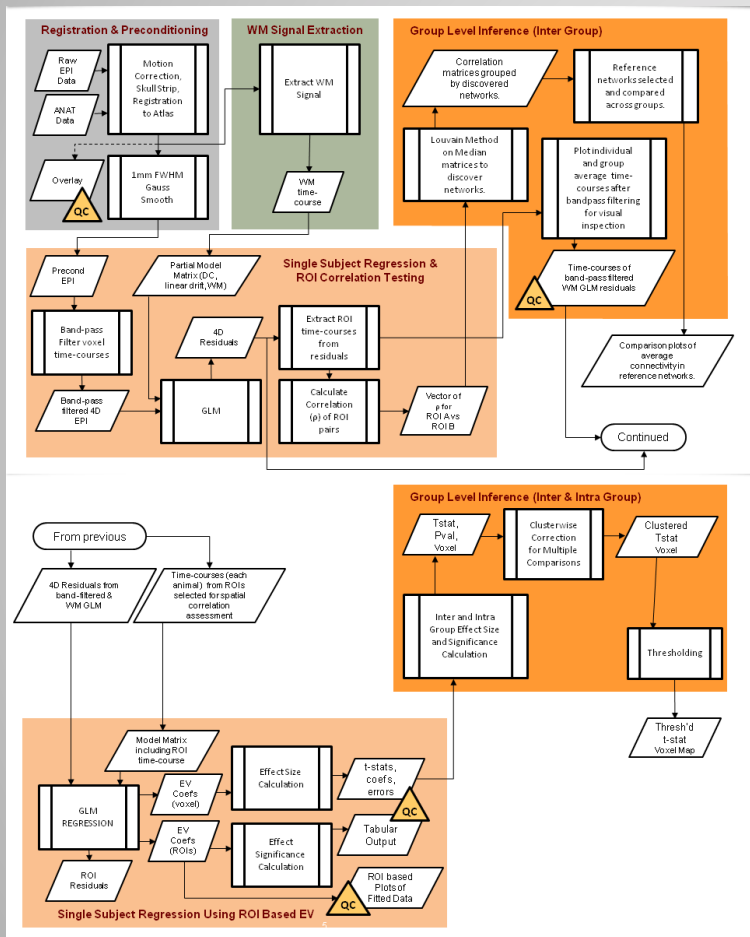 Registration & Preconditioning
Raw
EPI
Data
ANAT
Data
Motion
Correction,
Skull Strip,
Registration
to Atlas
Overlay
QC
1mm FWHM
Gauss
Smooth
WM Signal Extraction
Extract WM
Signal
WM
time-
course
Group Level Inference (Inter Group)
Correlation
matrices grouped
by discovered
networks.
Reference
networks selected
and compared
across groups.
Louvain Method
on Median
matrices to
discover
networks.
Plot individual
and group
average time-
courses after
bandpass filtering
for visual
inspection
Time-courses of
band-pass filtered
WM GLM residuals
QC
Comparison plots of
average
connectivity in
reference networks.
Continued
Single Subject Regression &
ROI Correlation Testing
Precond
EPI
Partial Model
Matrix (DC,
linear drift,WM)
Band-pass
Filter voxel
time-courses
4D
Residuals
Extract ROI
time-courses
from
residuals
Band-pass
filtered 4D
EPI
GLM
Calculate
Correlation
(ρ) of ROI
pairs
Vector of
ρ for
ROI A vs
ROI B
From previous
4D Residuals from
band-filtered &
WM GLM
Time-courses (each
animal) from ROIs
selected for spatial
correlation
assessment
Group Level Inference (Inter & Intra Group)
Tstat,
Pval,
Voxel
Clusterwise
Correction
for Multiple
Comparisons
Clustered
Tstat
Voxel
Inter and Intra
Group Effect Size
and Significance
Calculation
Thresholding
Thresh'd
t-stat
Voxel Map
Model Matrix
including ROI
time-course
GLM
REGRESSION
EV
Coefs
(voxel)
Effect Size
Calculation
t-stats,
coefs,
errors
QC
EV
Coefs
(ROIs)
Effect
Significance
Calculation
Tabular
Output
ROI
Residuals
QC
ROI based
Plots of
Fitted Data
Single Subject Regression Using ROI Based EV